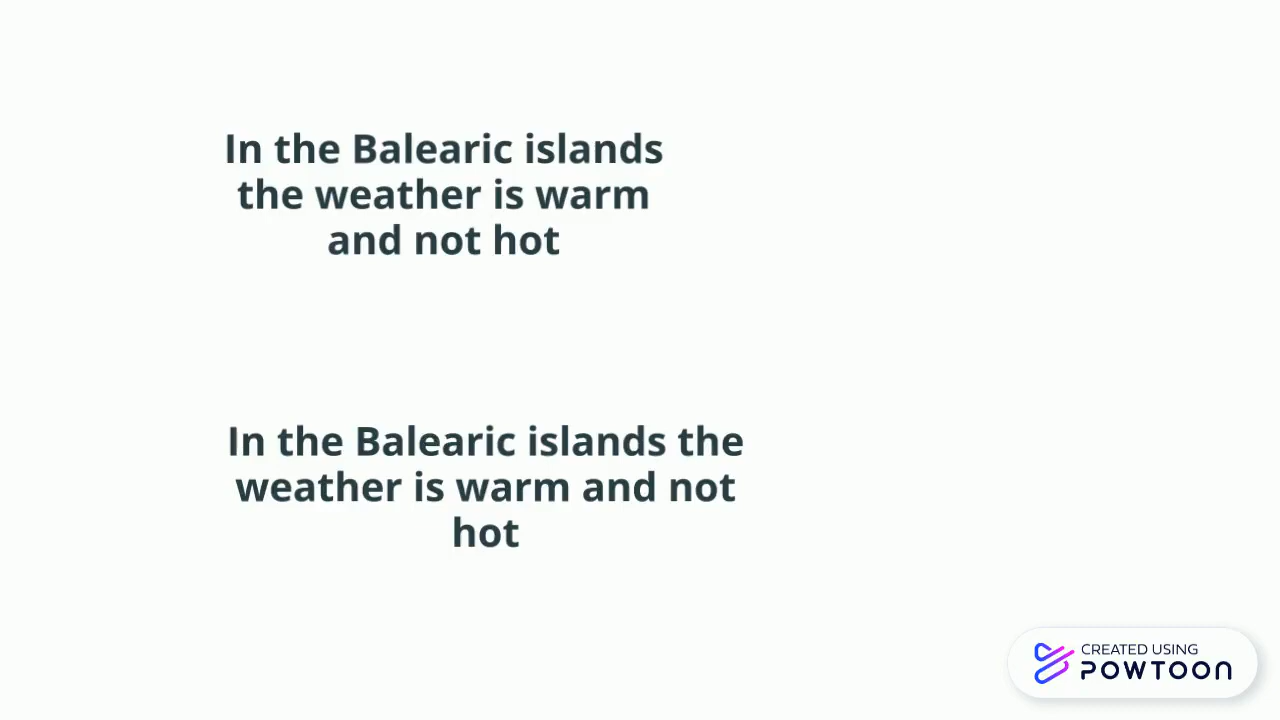 In the Balearic islands
the weather is warm
and not hot
In the Balearic islands the
weather is warm and not
hot
CREATED USING
POWTOON